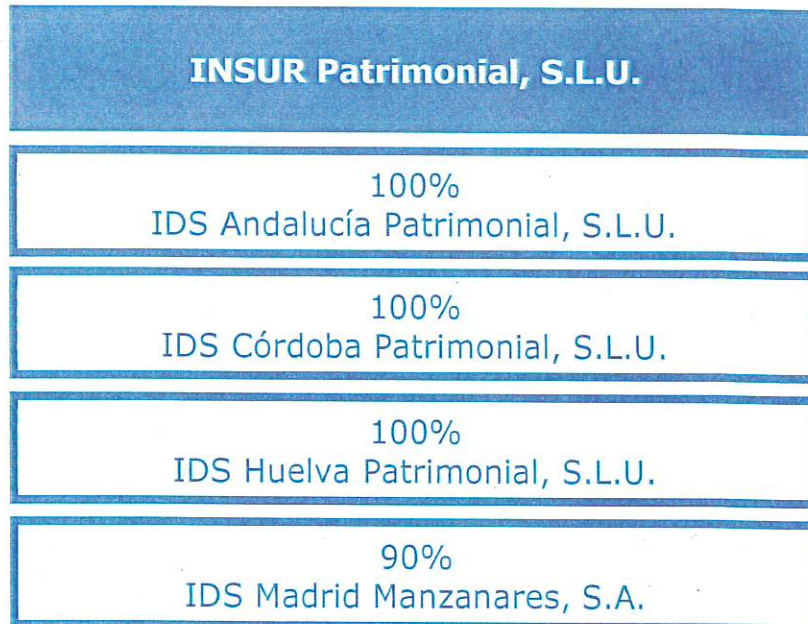 INSUR Patrimonial, S.L.U.
100%
IDS Andalucía Patrimonial, S.L.U.
100%
IDS Córdoba Patrimonial, S.L.U.
100%
IDS Huelva Patrimonial, S.L.U.
90%
IDS Madrid Manzanares, S.A.